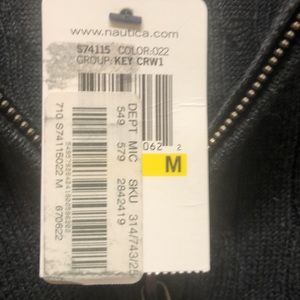 www.nautica.com
S74115 COLOR:022
GROUP: KEY CRW1
062 2
M
DEPT MIC SKU 314/743/25
549 579 2842419
710 S74115022 M 670622